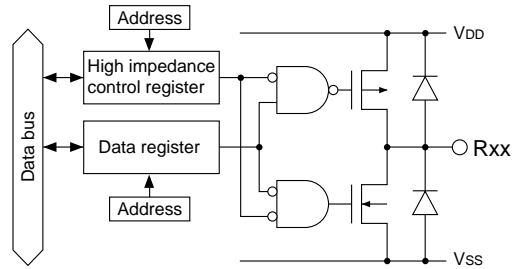 Address
VDD
High impedance
control register
Data bus
Data register
Rxx
Address
VSS